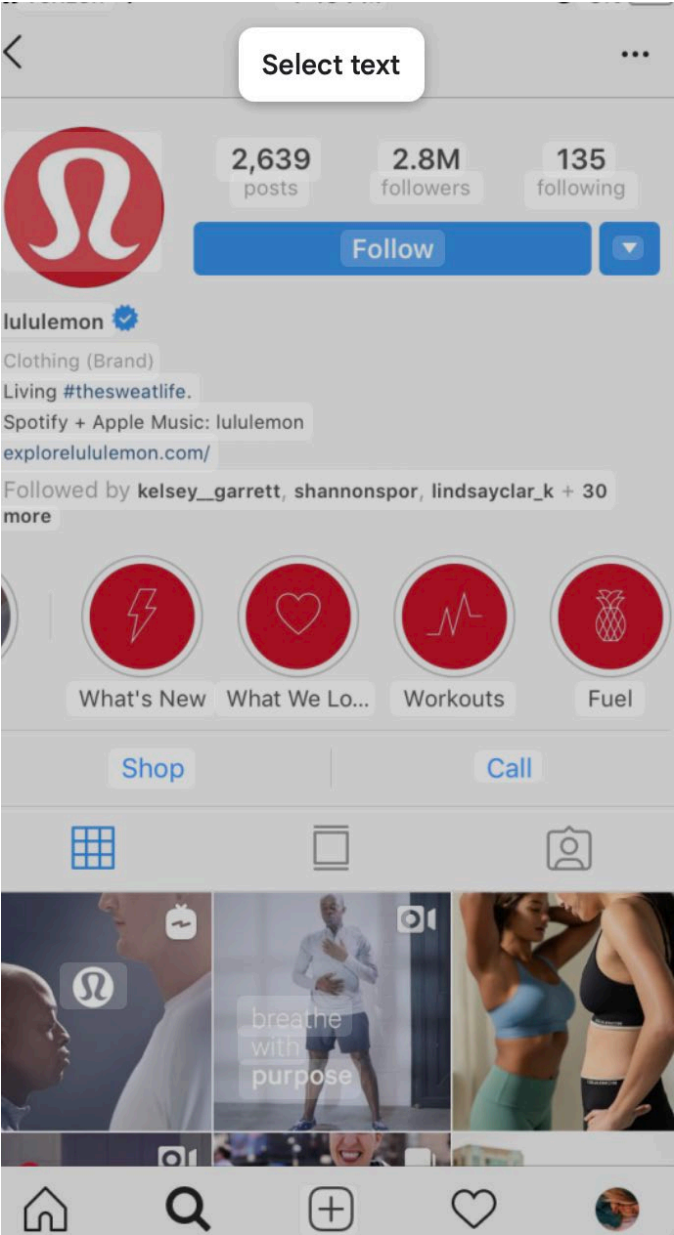 Select text
2,639 2.8M 135
posts followers following
Follow
lululemon
Clothing (Brand)
Living #thesweatlife.
Spotify + Apple Music: lululemon
explorelululemon.com/
Followed by kelsey__garrett, shannonspor, lindsayclar_k + 30
more
What's New What We Lo... Workouts Fuel
Shop Call
breathe
with
purpose